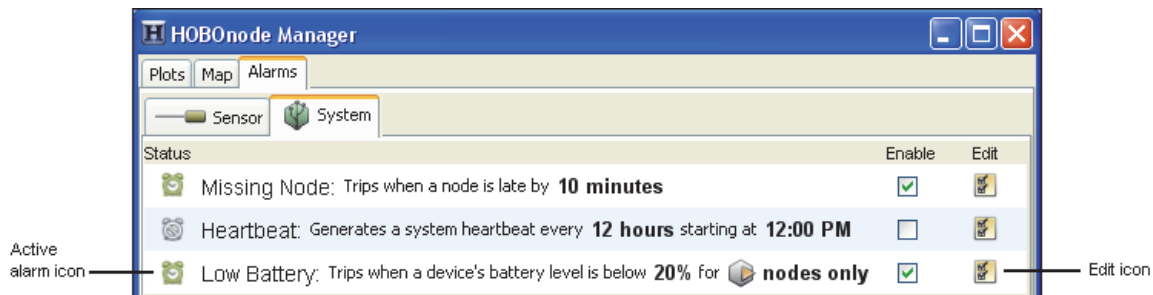 HOBOnode Manager
Plots Map Alarms
Sensor System
Status Enable Edit
Missing Node: Trips when a node is late by 10 minutes
Heartbeat: Generates a system heartbeat every 12 hours starting at 12:00 PM
Active
alarm icon
Low Battery: Trips when a device's battery level is below 20% for nodes only
Edit icon